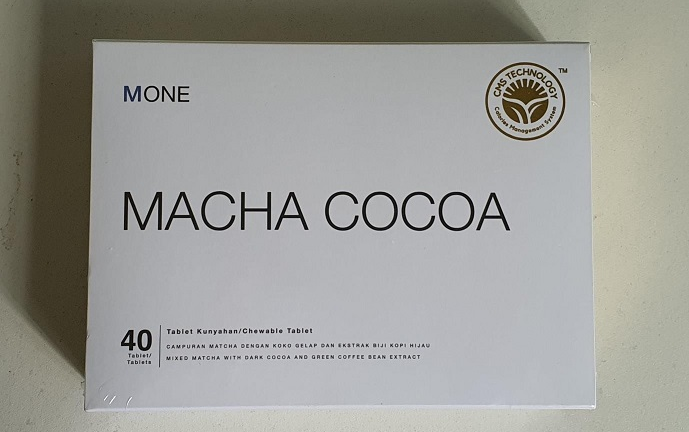 MONE
CMS TECHNOLOGY
TM
Calories Management System
MACHA COCOA
40
Tablet/
Tablets
Tablet Kunyahan/Chewable Tablet
CAMPURAN MATCHA DENGAN KOKO GELAP DAN EKSTRAK BIJI KOPI HIJAU
MIXED MATCHA WITH DARK COCOA AND GREEN COFFEE BEAN EXTRACT